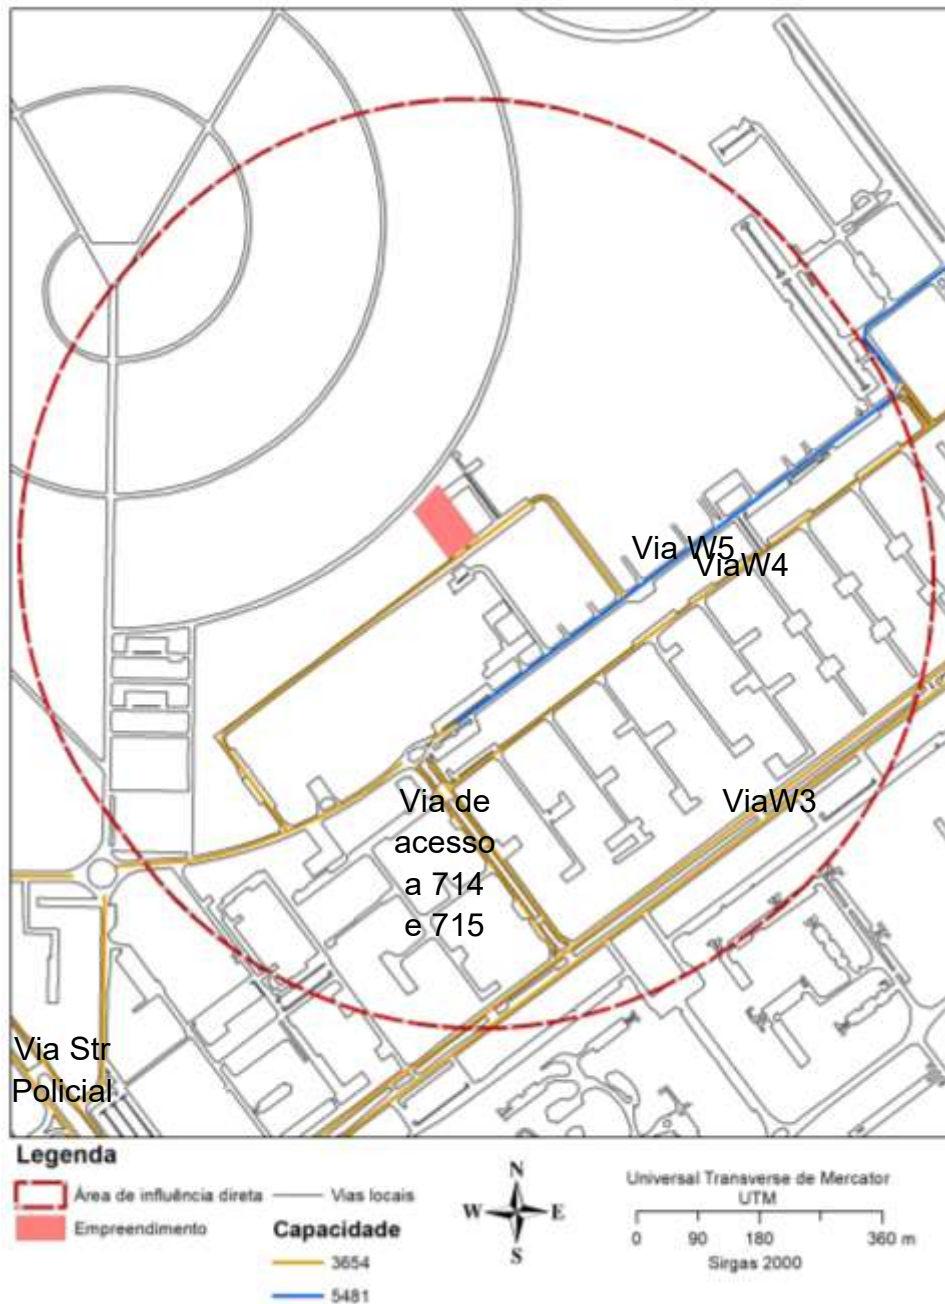 Via W5
ViaW4
Via de
acesso
a 714
e 715
ViaW3
Via Str
Policial
Legenda
Área de influência direta
Vias locais
Empreendimento
Capacidade
3654
5481
N
W
E
S
Universal Transverse de Mercator
UTM
0 90 180 360 m
Sirgas 2000